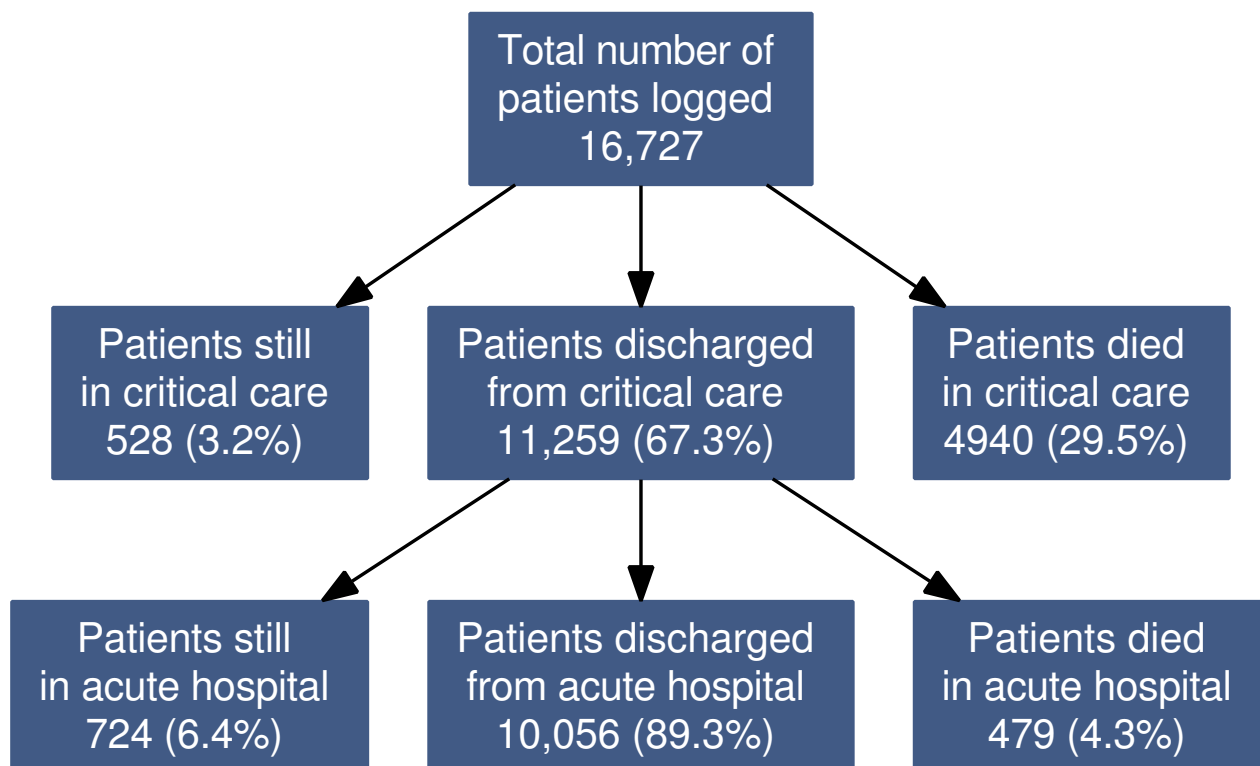 Total number of
patients logged
16,727
Patients still
in critical care
528 (3.2%)
Patients discharged
from critical care
11,259 (67.3%)
Patients died
in critical care
4940 (29.5%)
Patients still
in acute hospital
724 (6.4%)
Patients discharged
from acute hospital
10,056 (89.3%)
Patients died
in acute hospital
479 (4.3%)